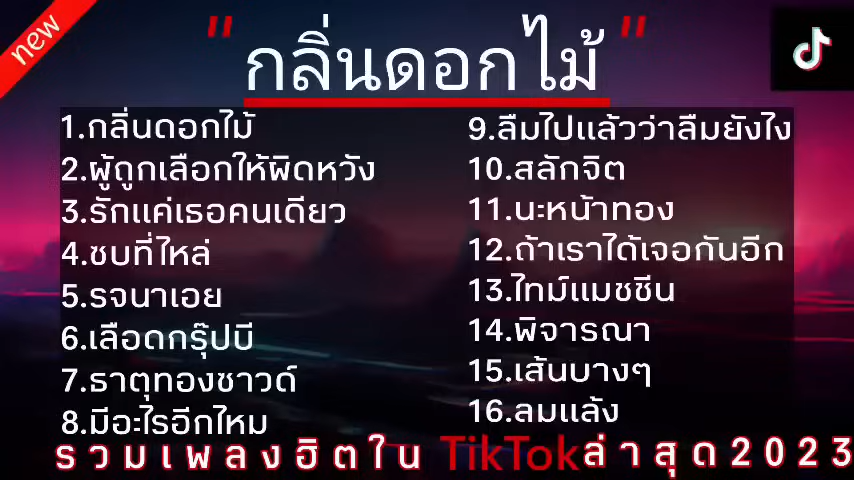 new
"กลิ่นดอกไม้"
1.กลิ่นดอกไม้
2.ผู้ถูกเลือกให้ผิดหวัง
3.รักแค่เธอคนเดียว
4.ซบที่ไหล่
5.รจนาเอย
6.เลือดกรุ๊ปบี
7.ธาตุทองซาวด์
8.มีอะไรอีกไหม
9.ลืมไปแล้วว่าลืมยังไง
10.สลักจิต
11.นะหน้าทอง
12.ถ้าเราได้เจอกันอีก
13.ไทม์แมชชีน
14.พิจารณา
15.เส้นบางๆ
16.ลมแล้ง
รวมเพลงฮิตใน TikTokล่าสุด2023